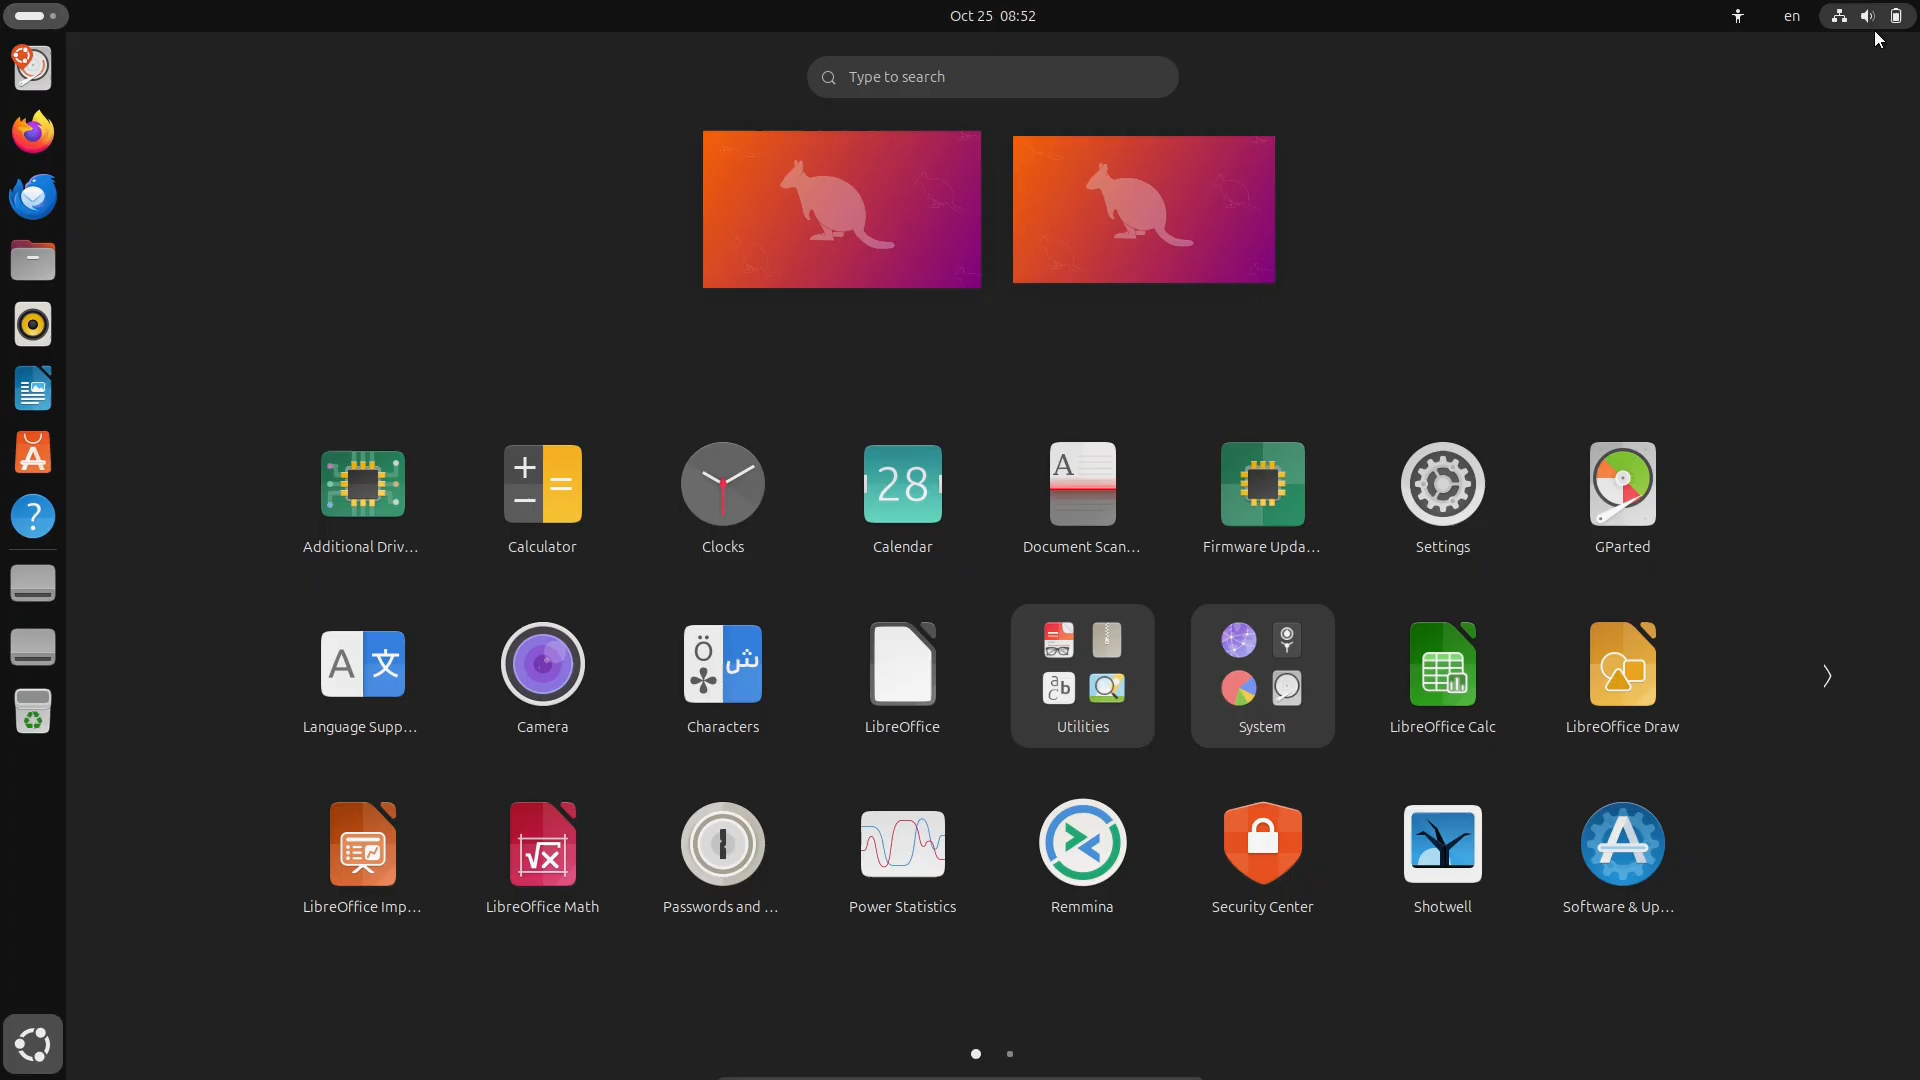 Oct 25 08:52
en
Type to search
Additional Driv...
Calculator
Clocks
28
Calendar
A
Document Scan...
Firmware Upda...
Settings
GParted
A 文
Language Supp...
Camera
Ö ش
Characters
LibreOffice
a b c
Utilities
System
LibreOffice Calc
LibreOffice Draw
LibreOffice Imp...
√x
LibreOffice Math
Passwords and ...
Power Statistics
Remmina
Security Center
Shotwell
Software & Up...